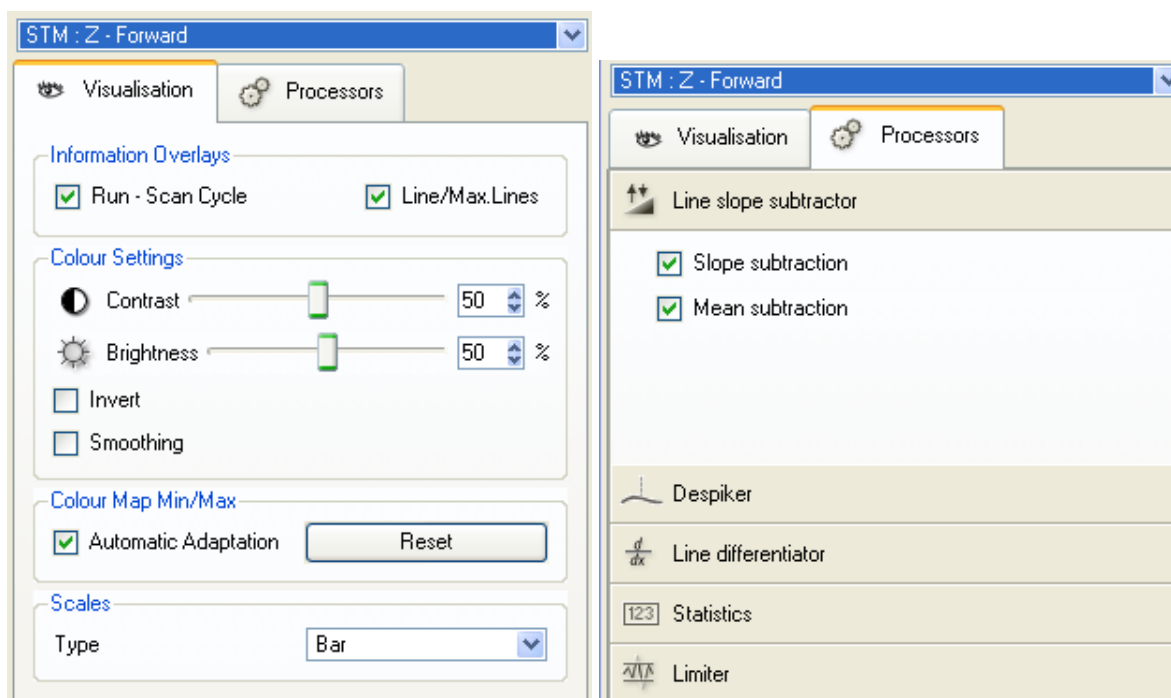 STM : Z - Forward
Visualisation
Processors
Information Overlays
Run - Scan Cycle
Line/Max.Lines
Colour Settings
Contrast
50
%
Brightness
50
%
Invert
Smoothing
Colour Map Min/Max
Automatic Adaptation
Reset
Scales
Type
Bar
STM : Z - Forward
Visualisation
Processors
Line slope subtractor
Slope subtraction
Mean subtraction
Despiker
d
dx
Line differentiator
123
Statistics
Limiter